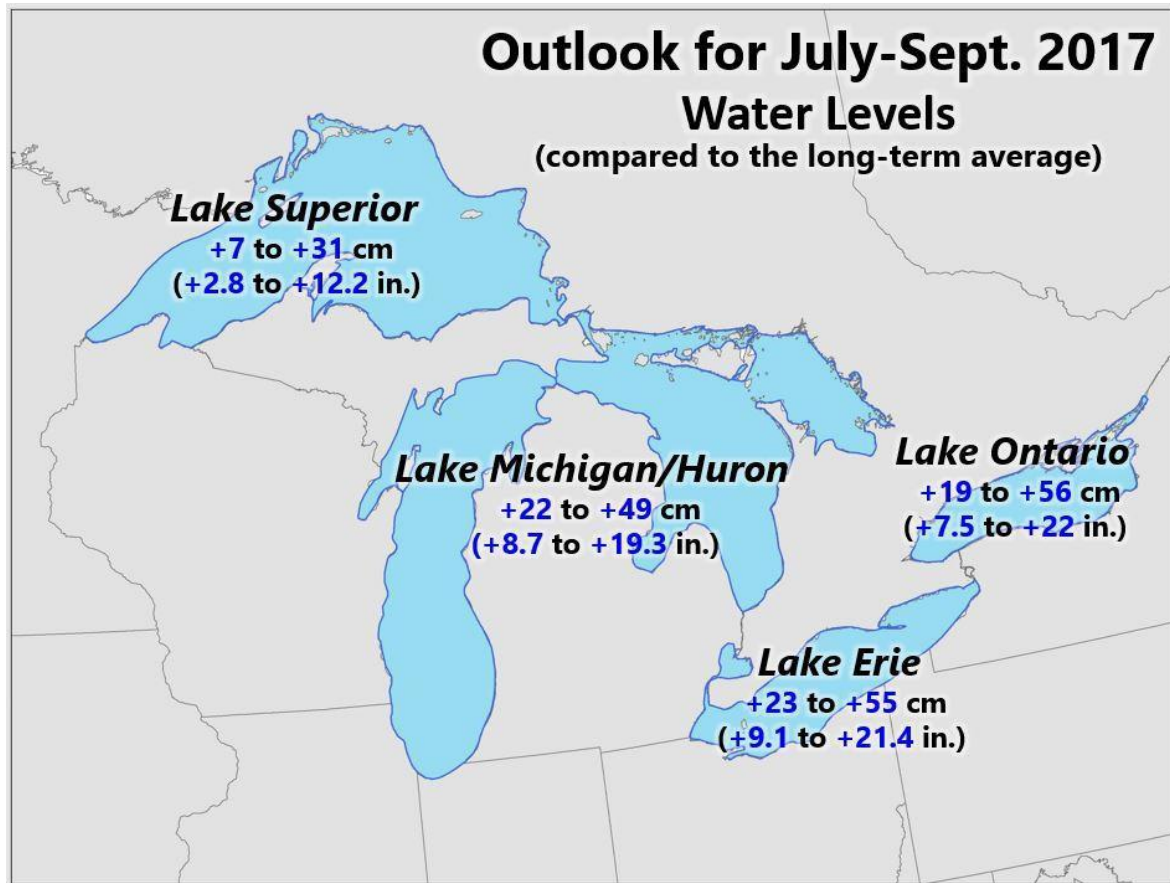 Outlook for July-Sept. 2017
Water Levels
(compared to the long-term average)
Lake Superior
+7 to +31 cm
(+2.8 to +12.2 in.)
Lake Michigan/Huron
+22 to +49 cm
(+8.7 to +19.3 in.)
Lake Ontario
+19 to +56 cm
(+7.5 to +22 in.)
Lake Erie
+23 to +55 cm
(+9.1 to +21.4 in.)